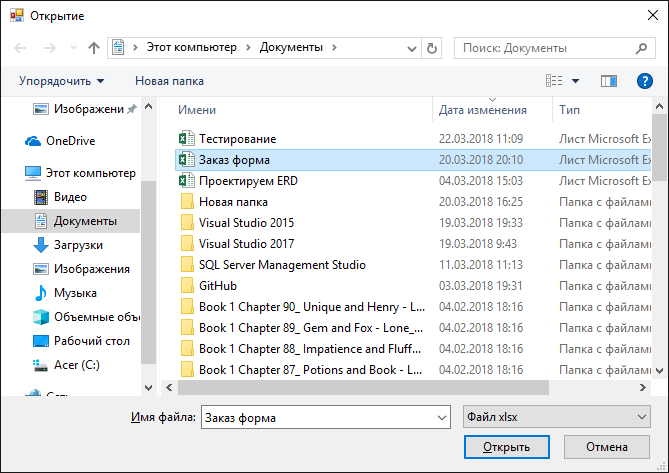 Открытие
Этот компьютер > Документы >
Поиск: Документы
Упорядочить
Новая папка
Изображени
OneDrive
Этот компьютер
Видео
Документы
Загрузки
Изображения
Музыка
Объемные объе
Рабочий стол
Acer (C:)
Сеть
Имени Дата изменения Тип
Тестирование 22.03.2018 11:09 Лист Microsoft Ex
Заказ форма 20.03.2018 20:10 Лист Microsoft Ex
Проектируем ERD 04.03.2018 15:03 Лист Microsoft Ex
Новая папка 20.03.2018 16:25 Папка с файлами
Visual Studio 2015 19.03.2018 19:33 Папка с файлами
Visual Studio 2017 19.03.2018 9:43 Папка с файлами
SQL Server Management Studio 11.03.2018 11:13 Папка с файлами
GitHub 03.03.2018 19:31 Папка с файлами
Book 1 Chapter 90_ Unique and Henry - L... 04.02.2018 18:16 Папка с файлами
Book 1 Chapter 89_ Gem and Fox - Lone_... 04.02.2018 18:16 Папка с файлами
Book 1 Chapter 88_ Impatience and Fluff... 04.02.2018 18:16 Папка с файлами
Book 1 Chapter 87_ Potions and Book - L... 04.02.2018 18:16 Папка с файлами
Имя файла: Заказ форма Файл xlsx
Открыть Отмена